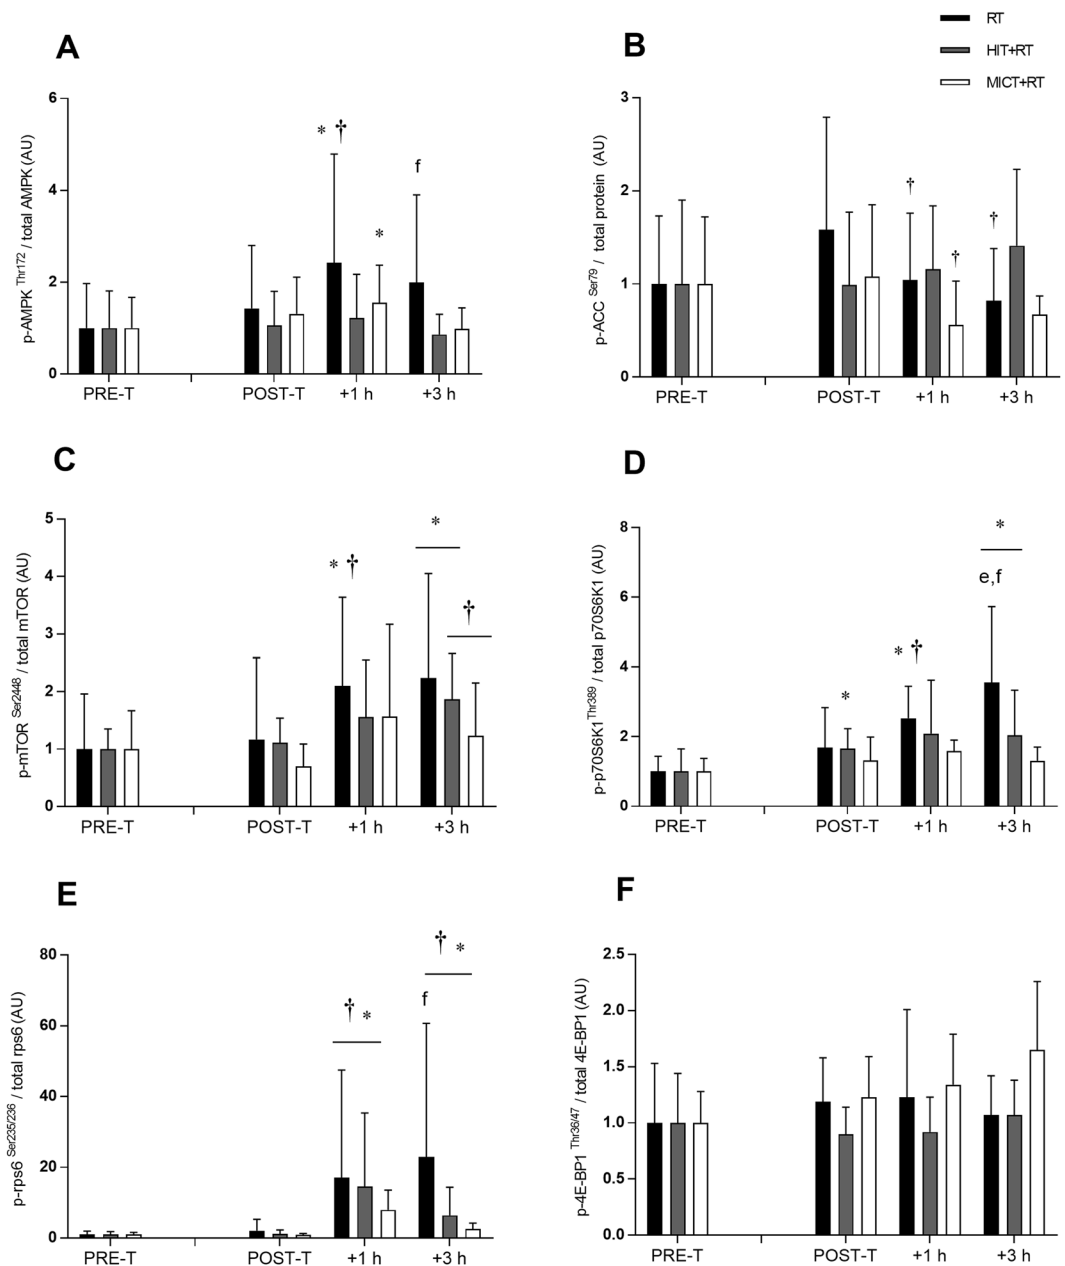 RT
HIT+RT
MICT+RT
A
p-AMPK Thr172 / total AMPK (AU)
6
4
2
0
* †
*
f
PRE-T POST-T +1 h +3 h
B
p-ACC Ser79 / total protein (AU)
3
2
1
0
†
†
†
PRE-T POST-T +1 h +3 h
C
p-mTOR Ser2448 / total mTOR (AU)
5
4
3
2
1
0
* †
*
†
PRE-T POST-T +1 h +3 h
D
p-p70S6K1 Thr389 / total p70S6K1 (AU)
8
6
4
2
0
*
* †
*
e,f
PRE-T POST-T +1 h +3 h
E
p-rps6 Ser235/236 / total rps6 (AU)
80
60
40
20
0
† *
† *
f
PRE-T POST-T +1 h +3 h
F
p-4E-BP1 Thr36/47 / total 4E-BP1 (AU)
2.5
2.0
1.5
1.0
0.5
0.0
PRE-T POST-T +1 h +3 h